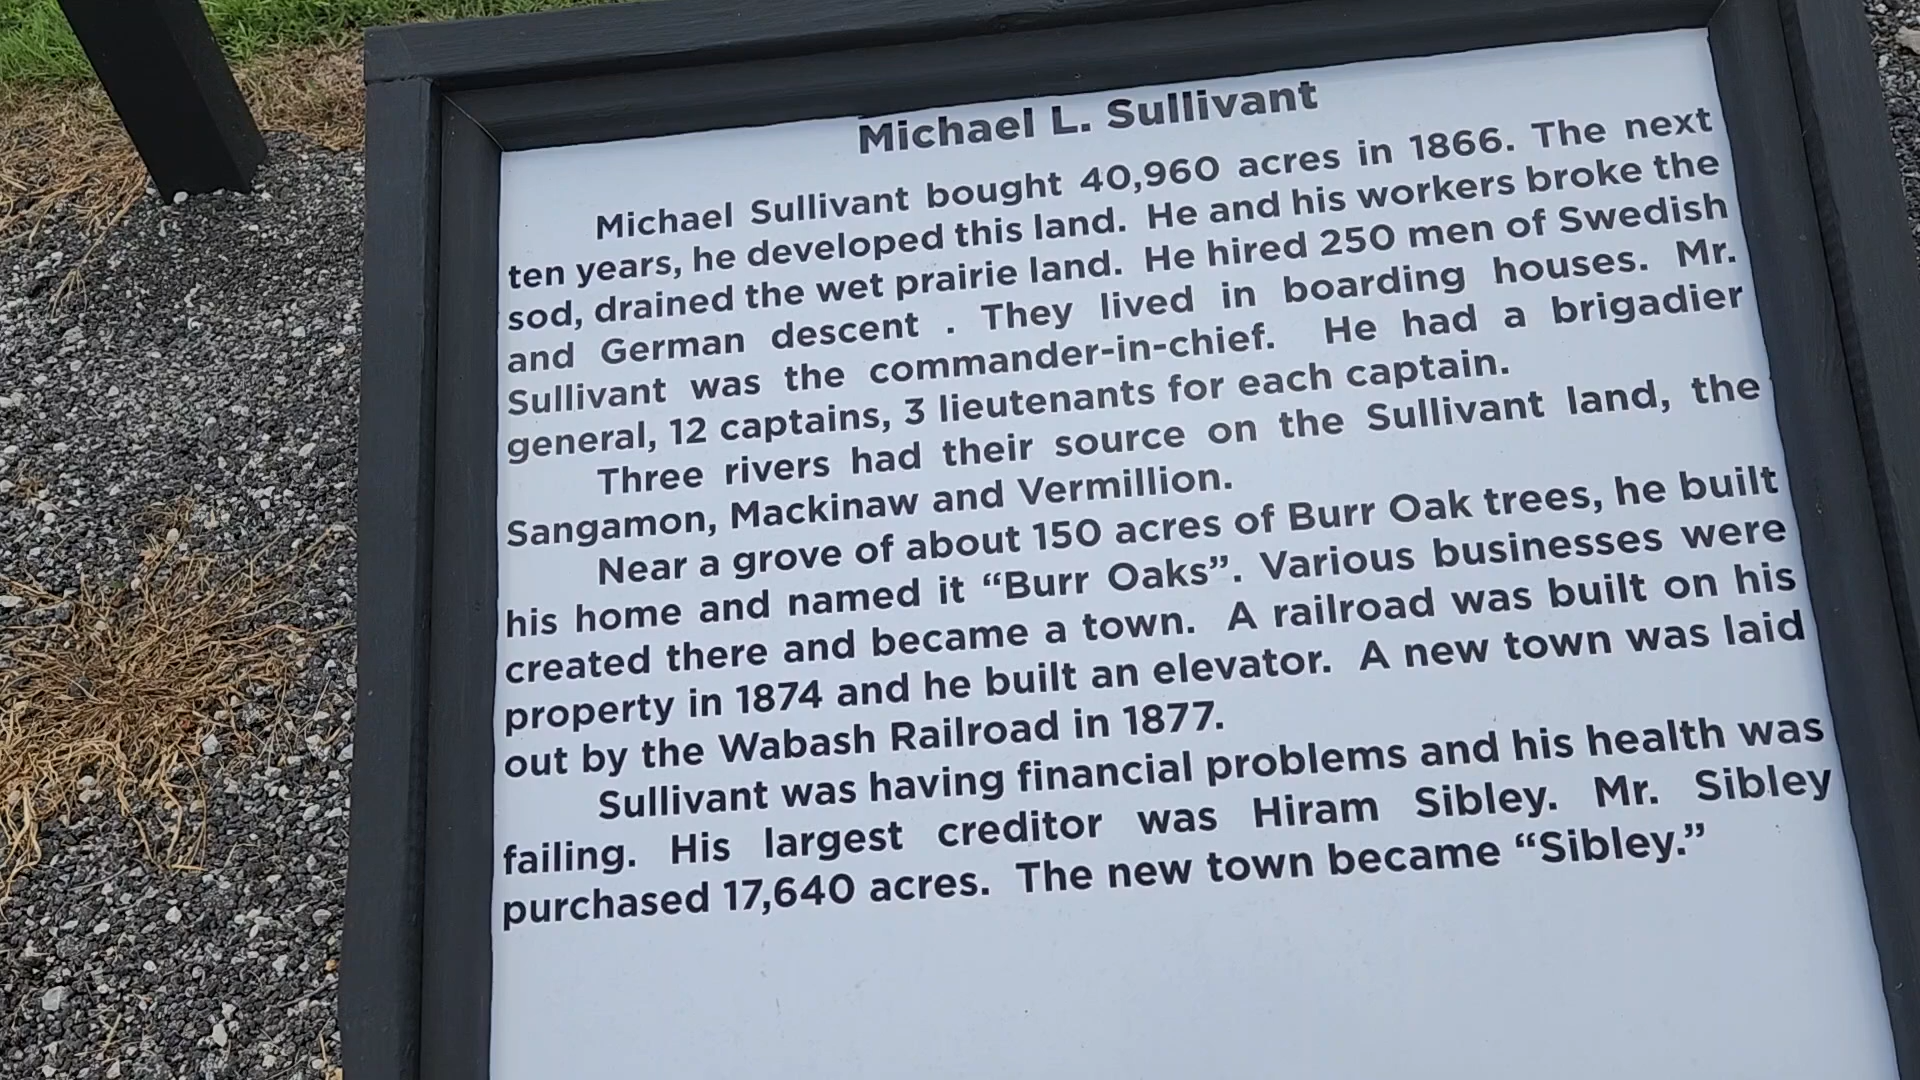 Michael L. Sullivant
Michael Sullivant bought 40,960 acres in 1866. The next
ten years, he developed this land. He and his workers broke the
sod, drained the wet prairie land. He hired 250 men of Swedish
and German descent . They lived in boarding houses. Mr.
Sullivant was the commander-in-chief. He had a brigadier
general, 12 captains, 3 lieutenants for each captain.
Three rivers had their source on the Sullivant land, the
Sangamon, Mackinaw and Vermillion.
Near a grove of about 150 acres of Burr Oak trees, he built
his home and named it “Burr Oaks”. Various businesses were
created there and became a town. A railroad was built on his
property in 1874 and he built an elevator. A new town was laid
out by the Wabash Railroad in 1877.
Sullivant was having financial problems and his health was
failing. His largest creditor was Hiram Sibley. Mr. Sibley
purchased 17,640 acres. The new town became “Sibley.”